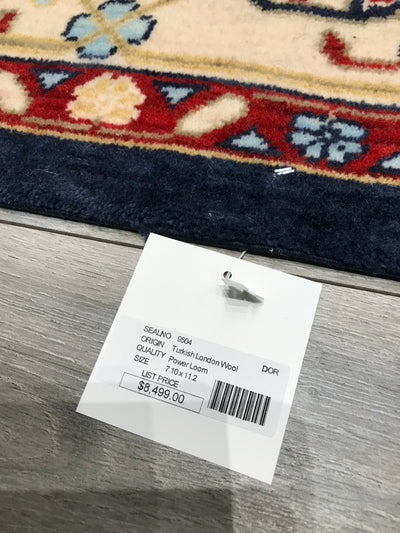 SEALNO 9504 DOR
ORIGIN Turkish London Wool
QUALITY Power Loom
SIZE 7.10 x 11.2
LIST PRICE
$8,499.00